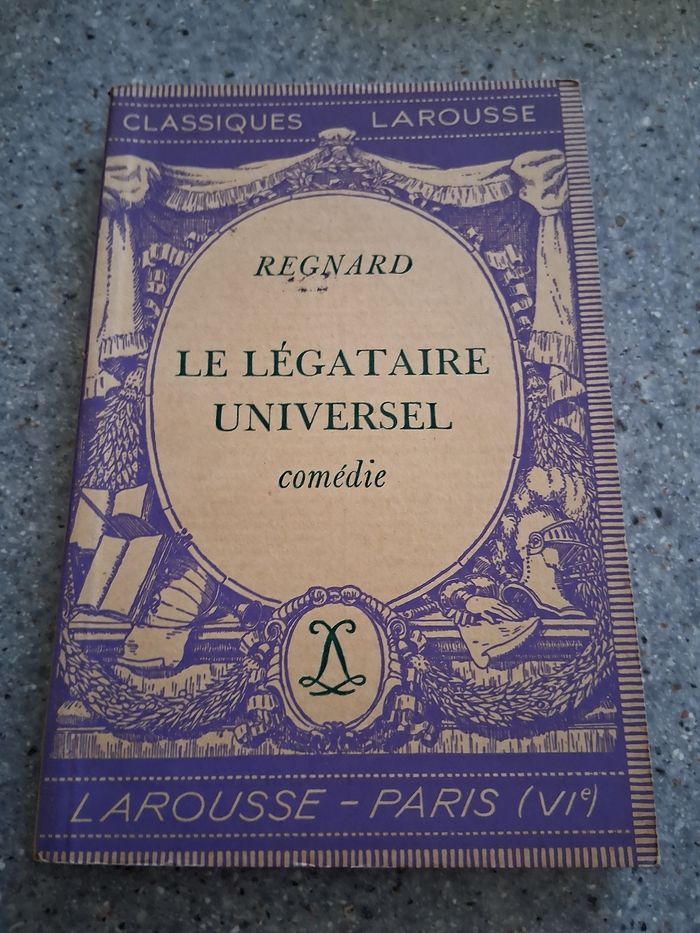 CLASSIQUES LAROUSSE
REGNARD
LE LÉGATAIRE
UNIVERSEL
comédie
LAROUSSE – PARIS (VIe)